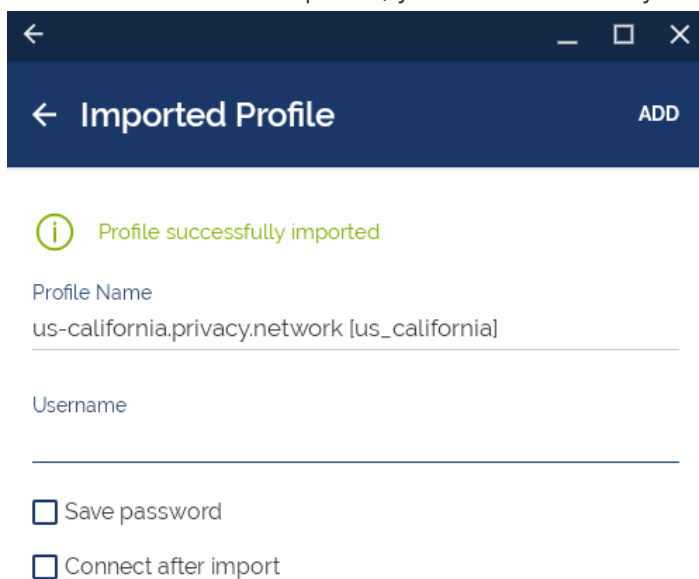 Imported Profile
ADD
Profile successfully imported
Profile Name
us-california.privacy.network [us_california]
Username
Save password
Connect after import